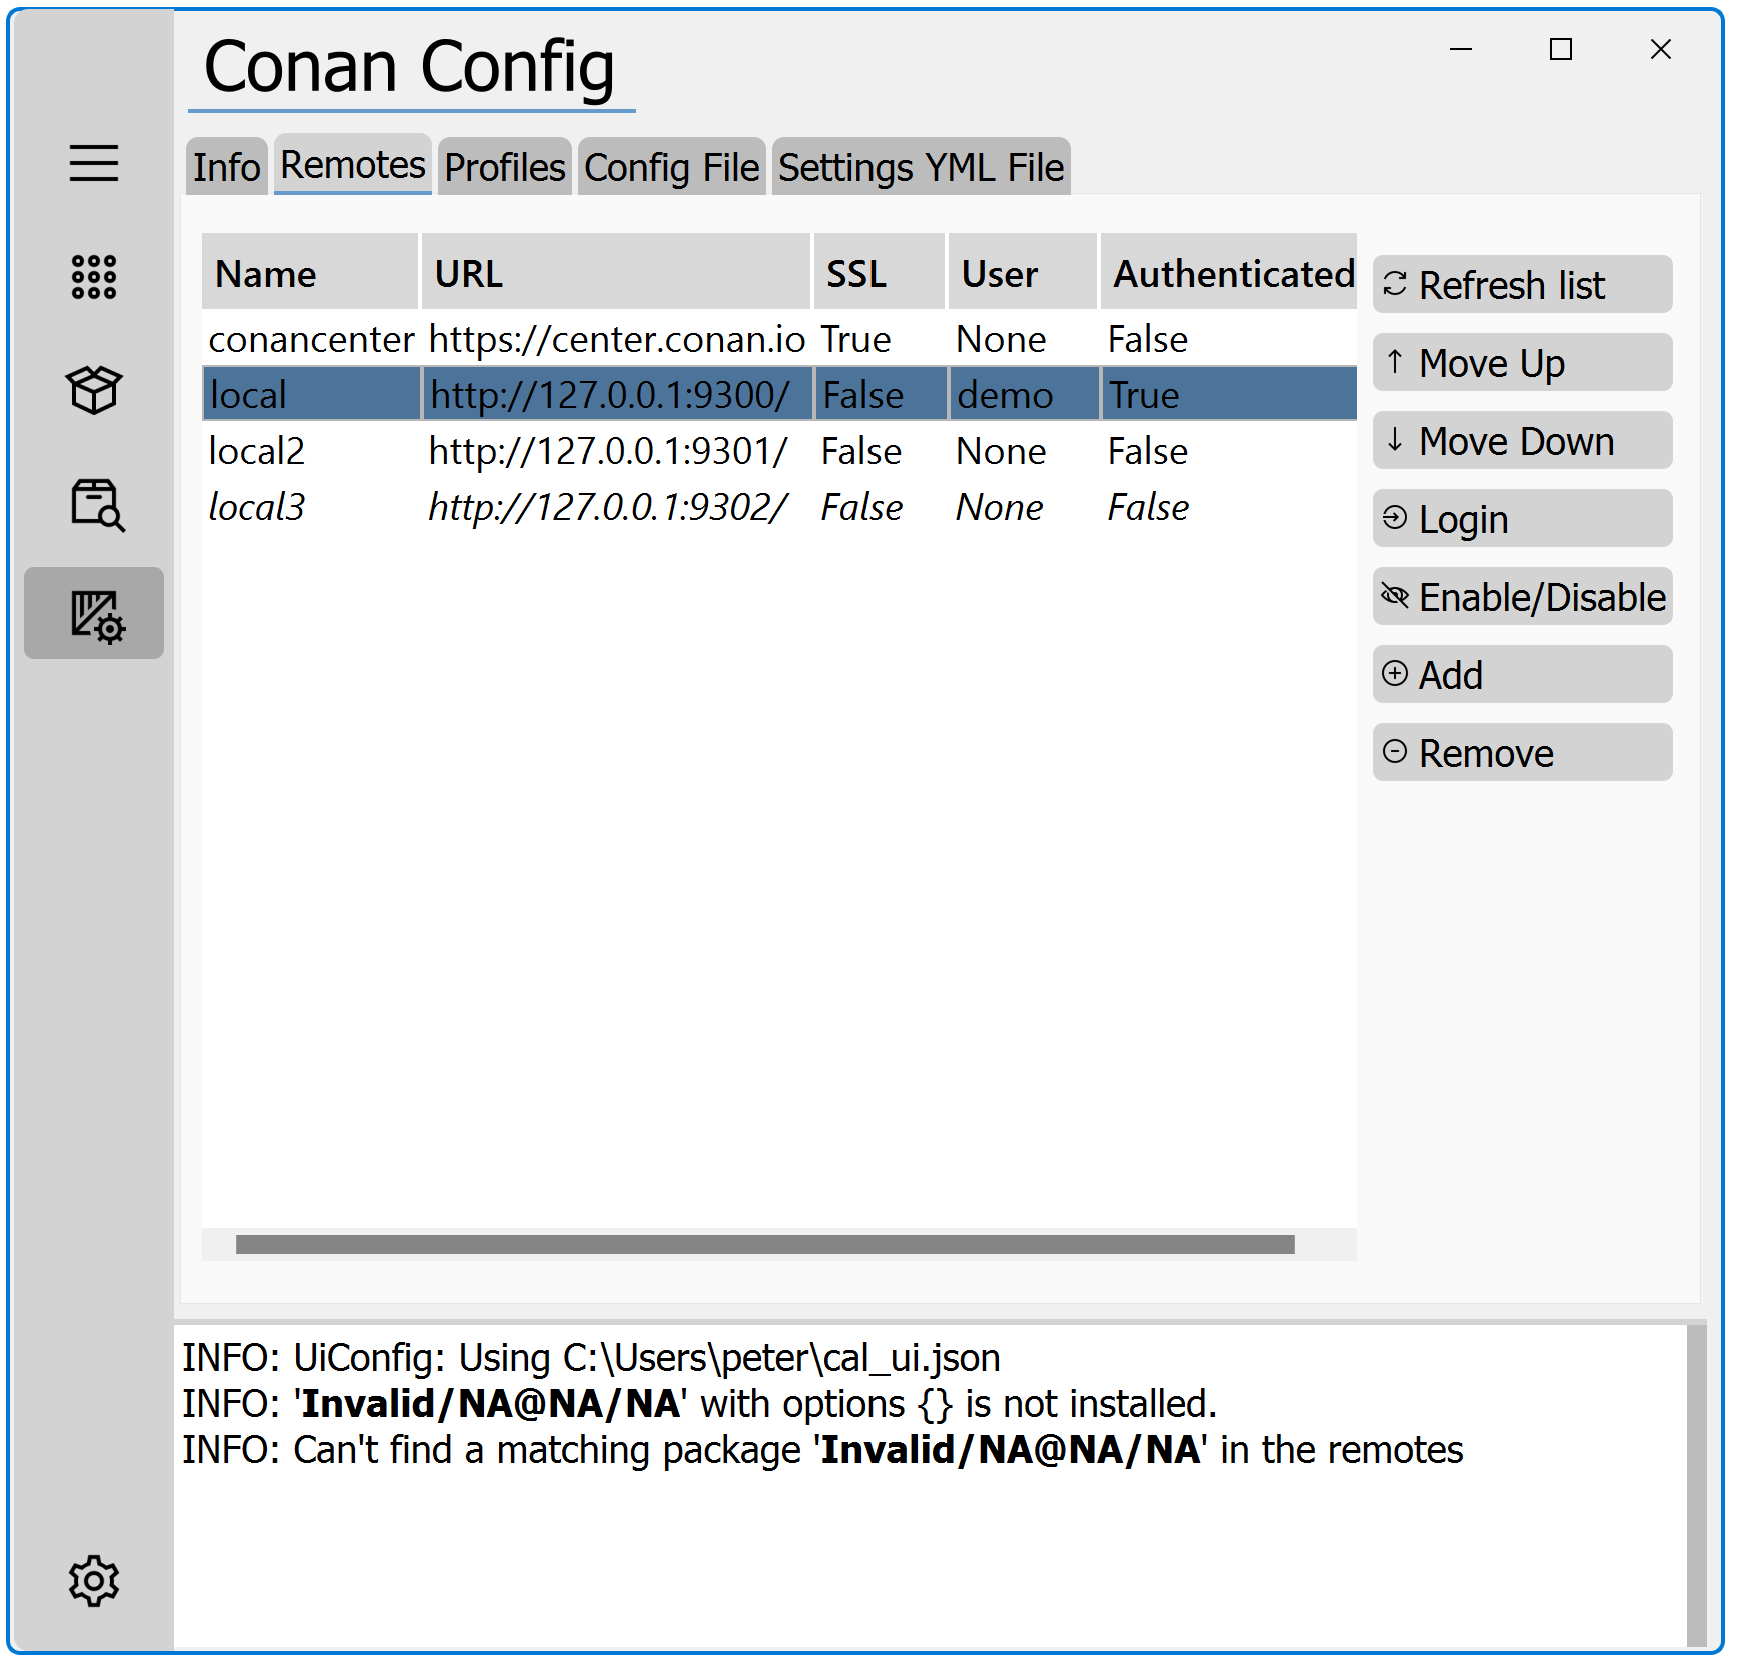 Conan Config
Info Remotes Profiles Config File Settings YML File
Name URL SSL User Authenticated
conancenter https://center.conan.io True None False
local http://127.0.0.1:9300/ False demo True
local2 http://127.0.0.1:9301/ False None False
local3 http://127.0.0.1:9302/ False None False
Refresh list
Move Up
Move Down
Login
Enable/Disable
Add
Remove
INFO: UiConfig: Using C:\Users\peter\cal_ui.json
INFO: 'Invalid/NA@NA/NA' with options {} is not installed.
INFO: Can't find a matching package 'Invalid/NA@NA/NA' in the remotes